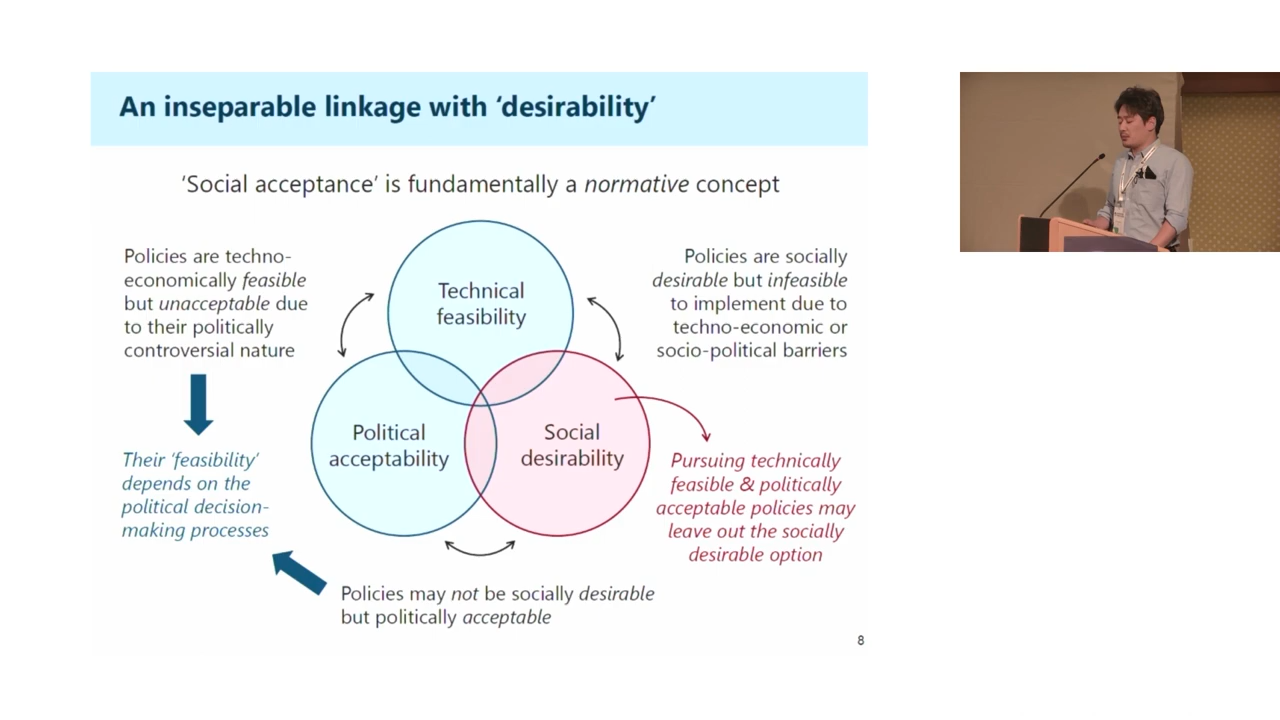 An inseparable linkage with ‘desirability’
‘Social acceptance’ is fundamentally a normative concept
Policies are techno-
economically feasible
but unacceptable due
to their politically
controversial nature
Technical
feasibility
Policies are socially
desirable but infeasible
to implement due to
techno-economic or
socio-political barriers
Political
acceptability
Social
desirability
Their ‘feasibility’
depends on the
political decision-
making processes
Pursuing technically
feasible & politically
acceptable policies may
leave out the socially
desirable option
Policies may not be socially desirable
but politically acceptable
8